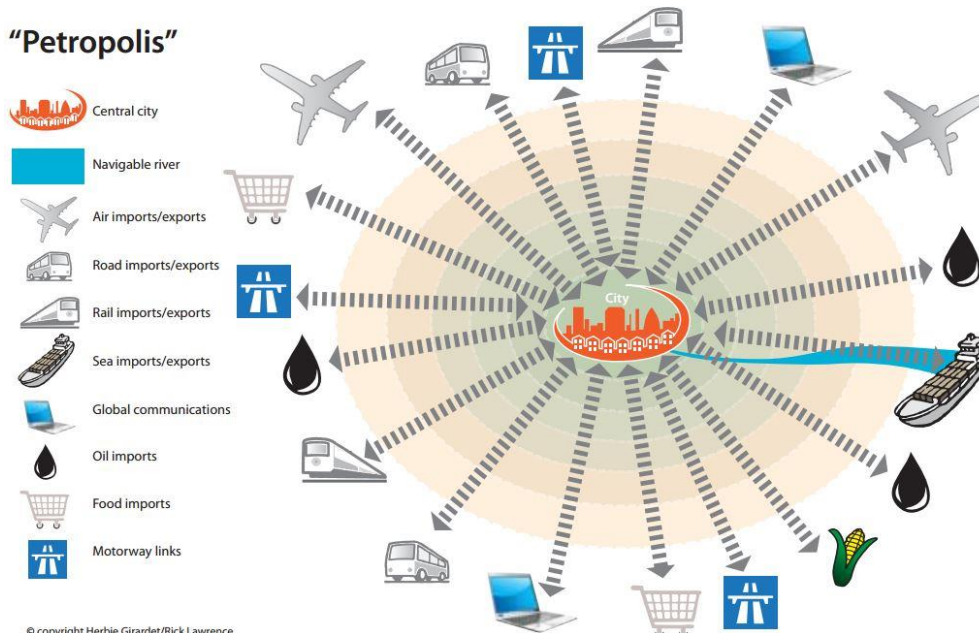 "Petropolis"
Central city
Navigable river
Air imports/exports
Road imports/exports
Rail imports/exports
Sea imports/exports
Global communications
Oil imports
Food imports
Motorway links
City
© copyright Herbie Girardet/Rick Lawrence